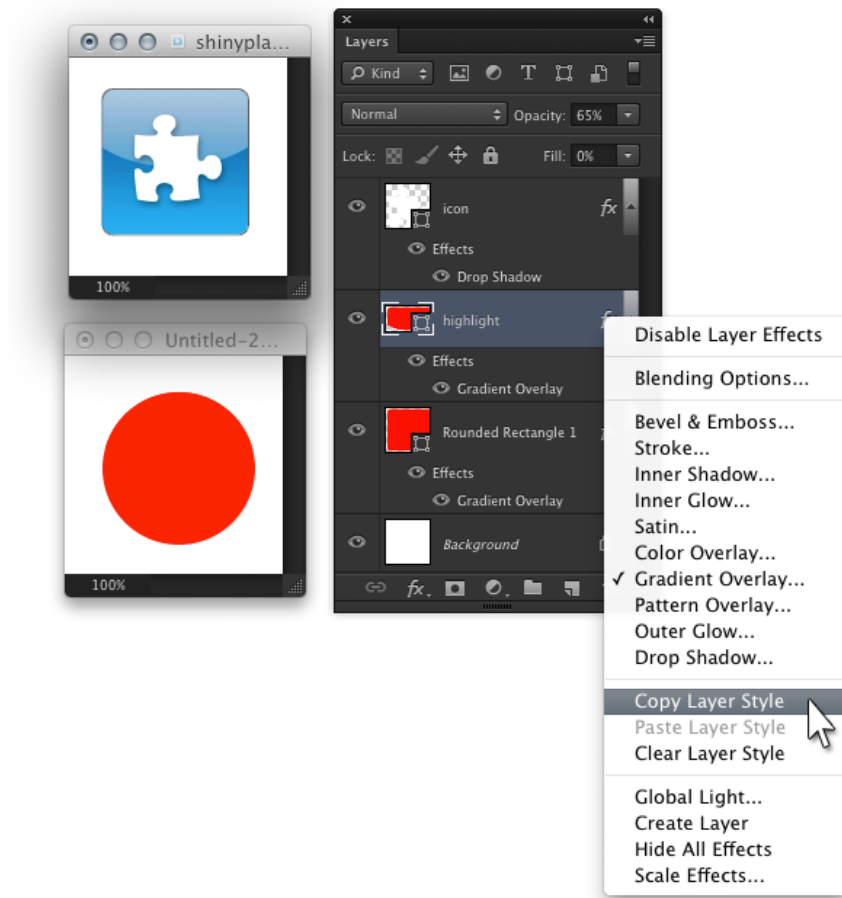 shinypla...
100%
Untitled-2...
100%
Layers
Kind
Normal Opacity: 65%
Lock: Fill: 0%
icon fx
Effects
Drop Shadow
highlight
Effects
Gradient Overlay
Rounded Rectangle 1
Effects
Gradient Overlay
Background
fx
Disable Layer Effects
Blending Options...
Bevel & Emboss...
Stroke...
Inner Shadow...
Inner Glow...
Satin...
Color Overlay...
✓ Gradient Overlay...
Pattern Overlay...
Outer Glow...
Drop Shadow...
Copy Layer Style
Paste Layer Style
Clear Layer Style
Global Light...
Create Layer
Hide All Effects
Scale Effects...